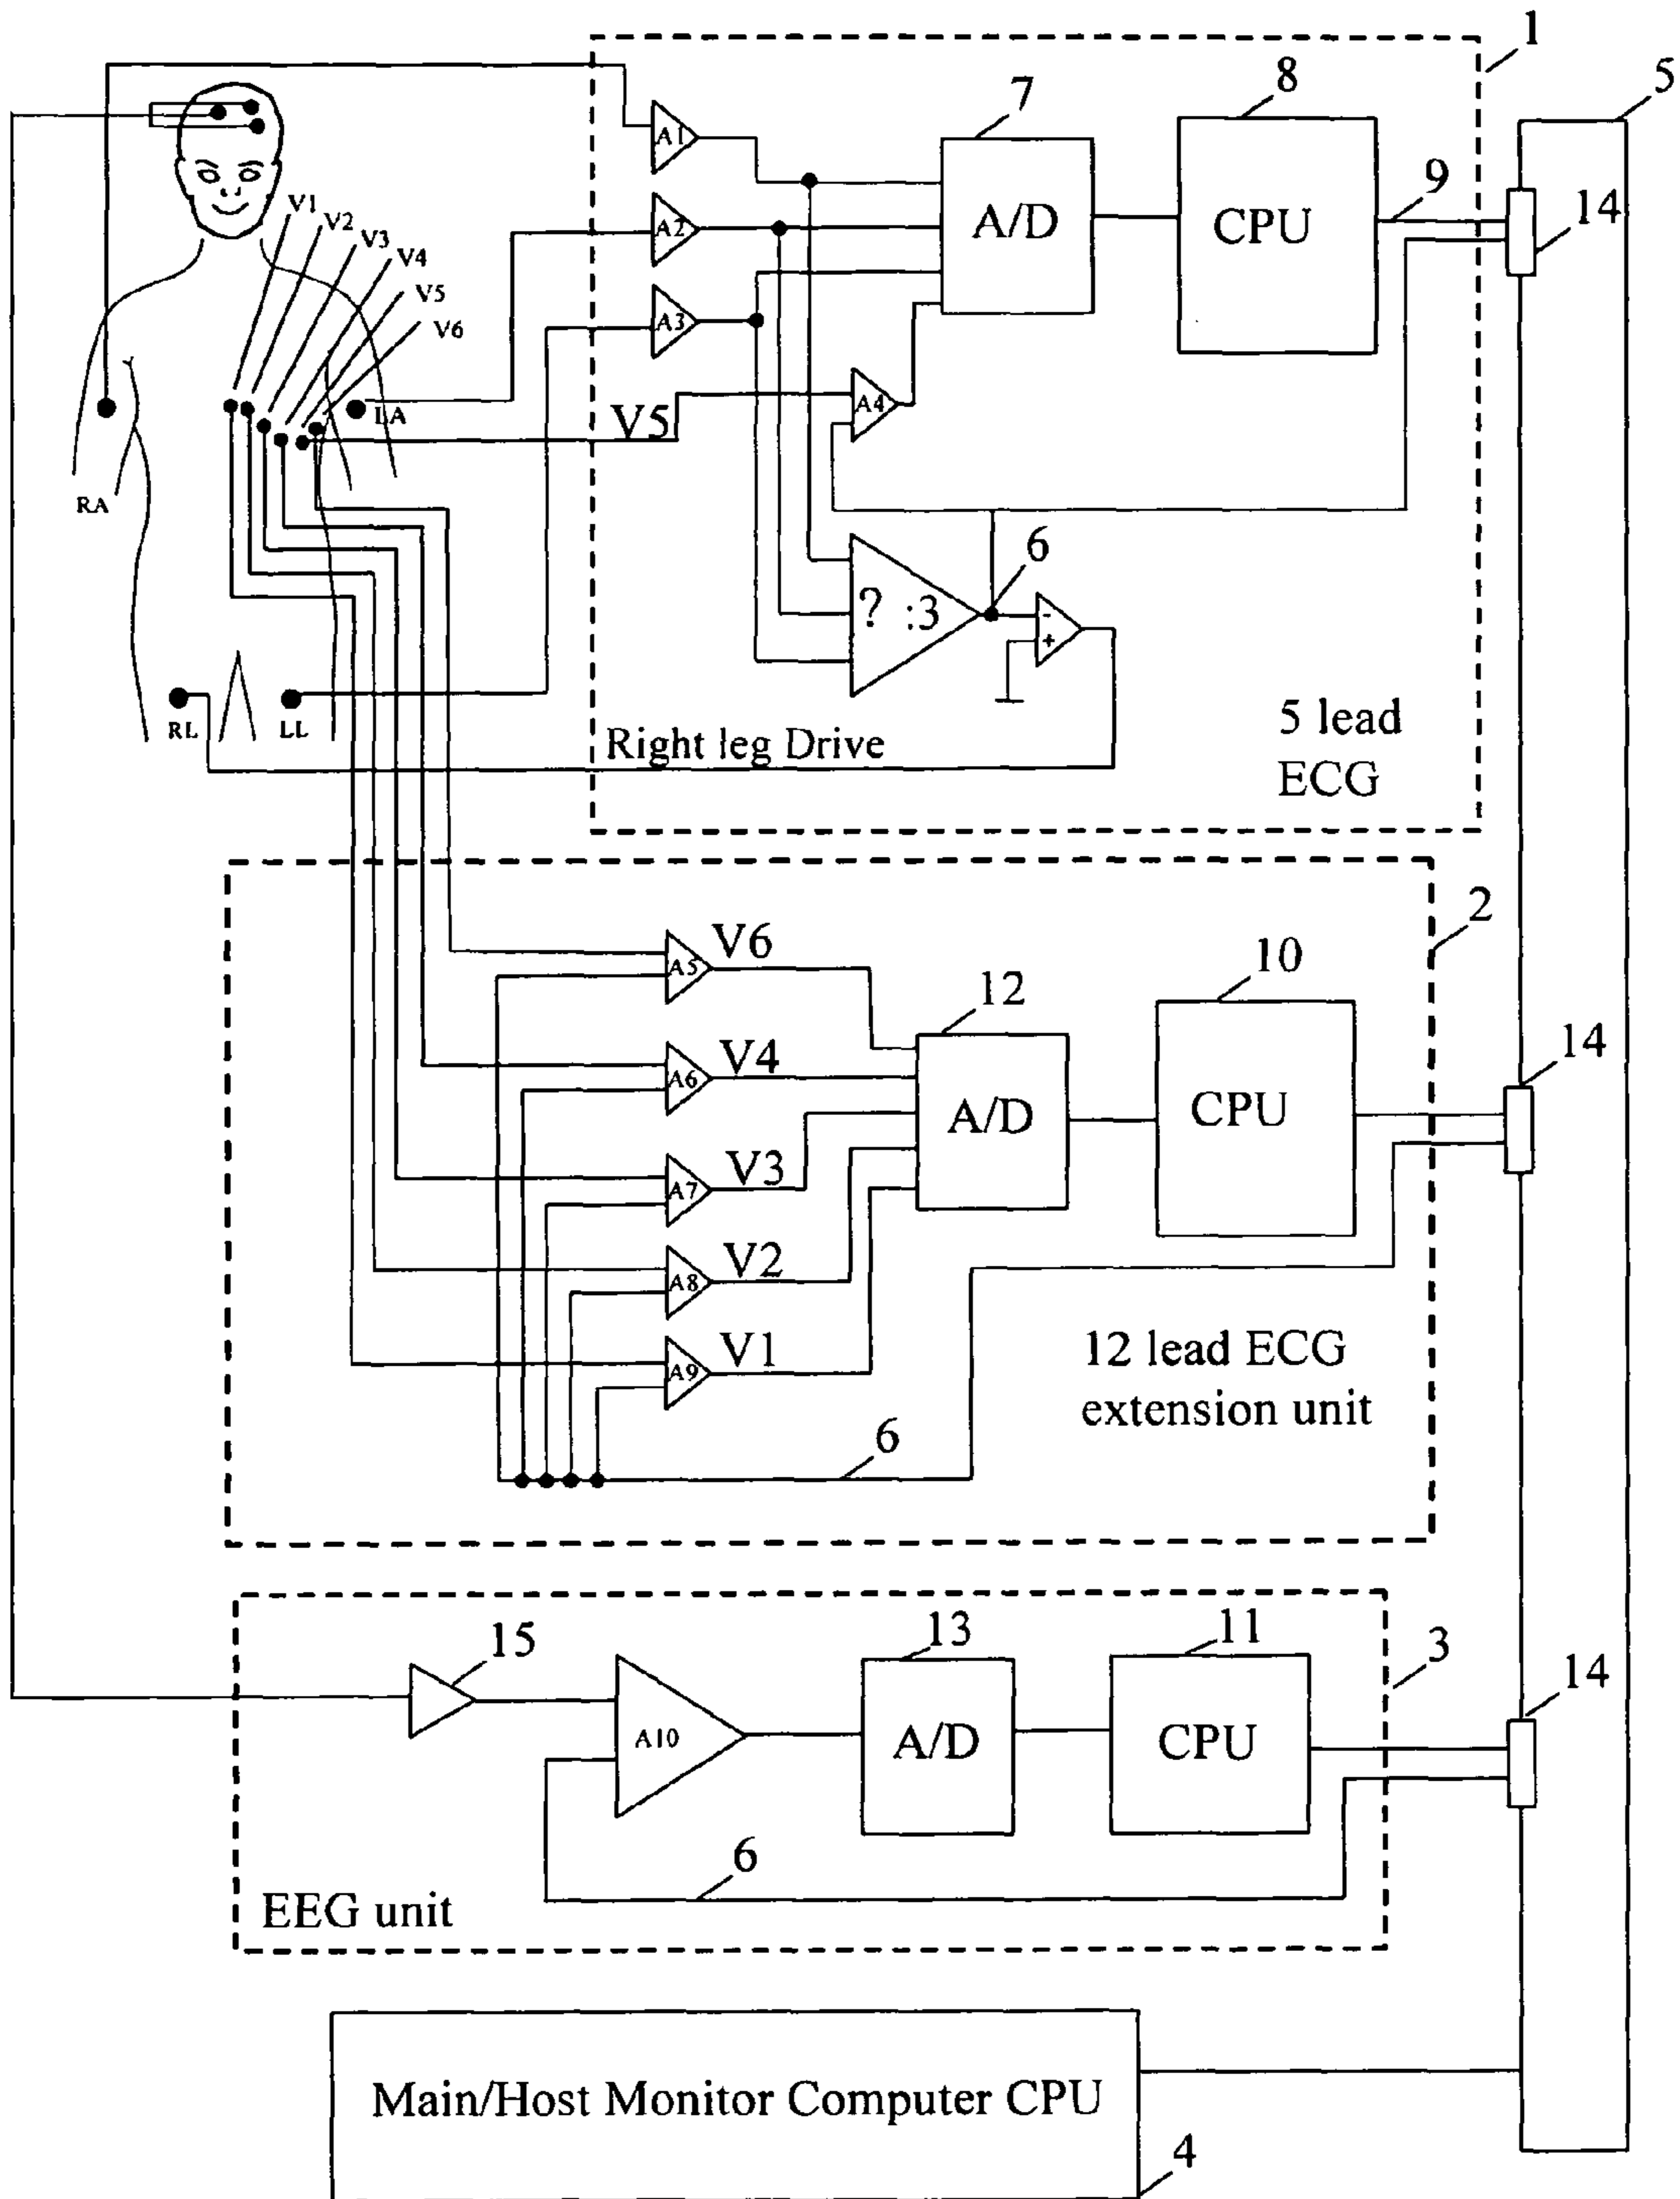 1
5
7
8
A1
14
9
A2
A/D
CPU
V1
V2
V3
V4
V5
V6
A3
LA
V5
A4
RA
6
? :3
-
+
5 lead
ECG
RL
LL
Right leg Drive
2
V6
A5
12
10
14
V4
A6
A/D
CPU
V3
A7
V2
A8
V1
A9
12 lead ECG
extension unit
6
15
13
11
3
14
A10
A/D
CPU
6
EEG unit
Main/Host Monitor Computer CPU
4